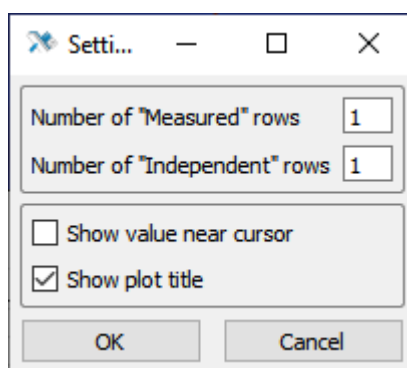 Setti...
Number of "Measured" rows 1
Number of "Independent" rows 1
Show value near cursor
Show plot title
OK Cancel